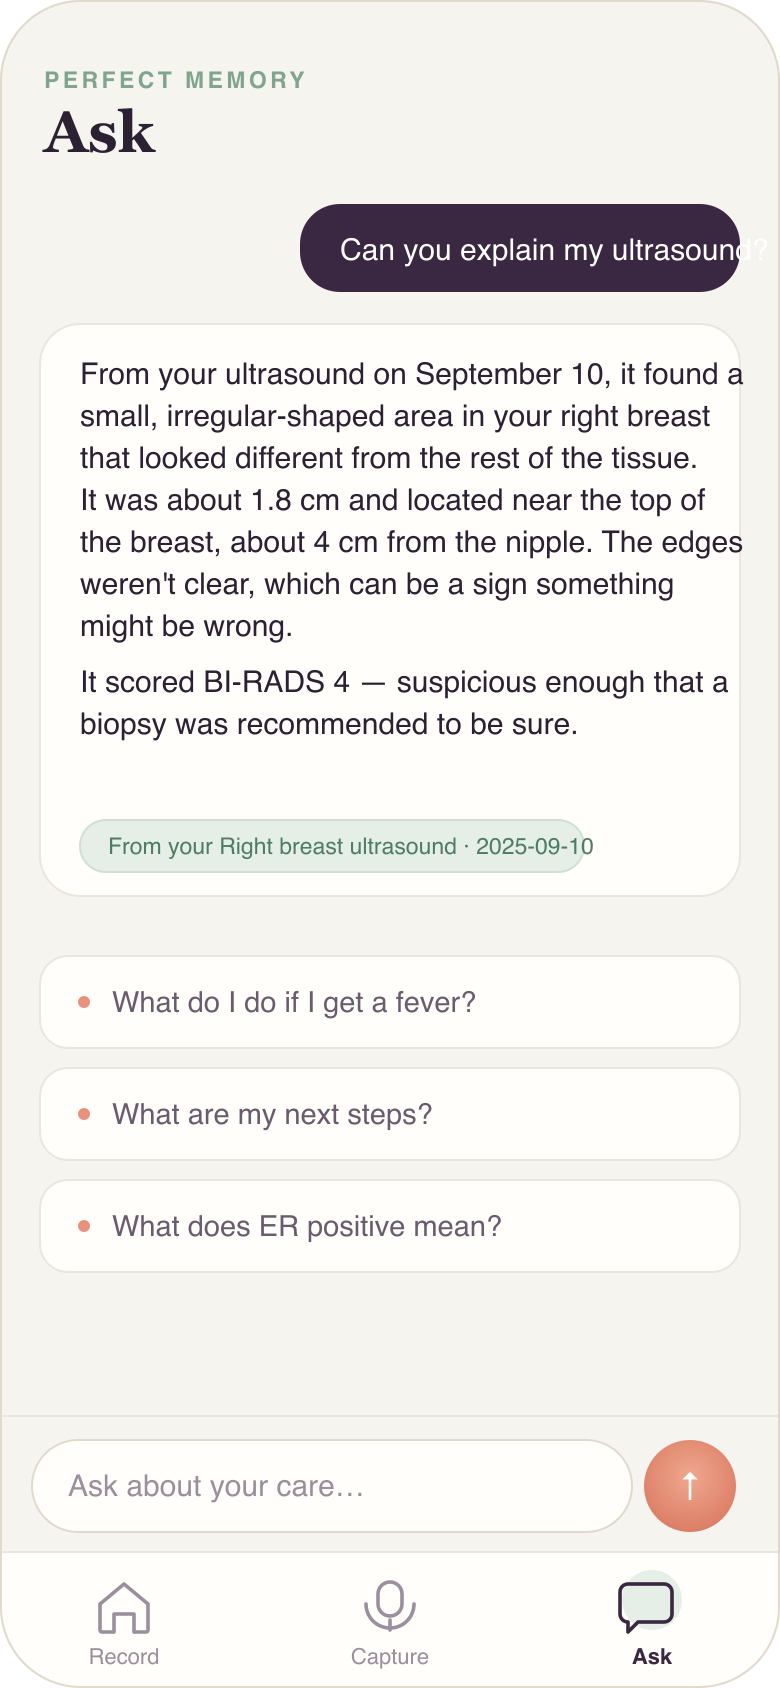 PERFECT MEMORY
Ask
Can you explain my ultrasound?
From your ultrasound on September 10, it found a
small, irregular-shaped area in your right breast
that looked different from the rest of the tissue.
It was about 1.8 cm and located near the top of
the breast, about 4 cm from the nipple. The edges
weren't clear, which can be a sign something
might be wrong.
It scored BI-RADS 4 — suspicious enough that a
biopsy was recommended to be sure.
From your Right breast ultrasound · 2025-09-10
What do I do if I get a fever?
What are my next steps?
What does ER positive mean?
Ask about your care…
↑
Record
Capture
Ask